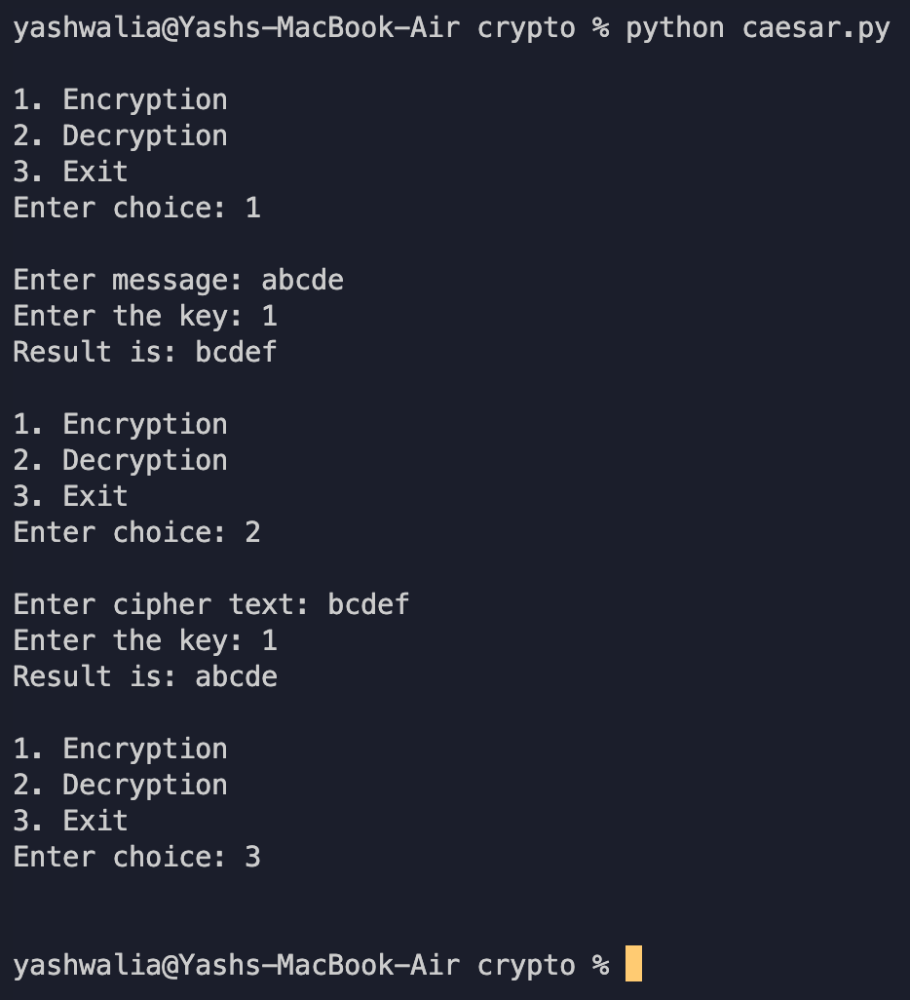 yashwalia@Yashs-MacBook-Air crypto % python caesar.py
1. Encryption
2. Decryption
3. Exit
Enter choice: 1
Enter message: abcde
Enter the key: 1
Result is: bcdef
1. Encryption
2. Decryption
3. Exit
Enter choice: 2
Enter cipher text: bcdef
Enter the key: 1
Result is: abcde
1. Encryption
2. Decryption
3. Exit
Enter choice: 3
yashwalia@Yashs-MacBook-Air crypto %